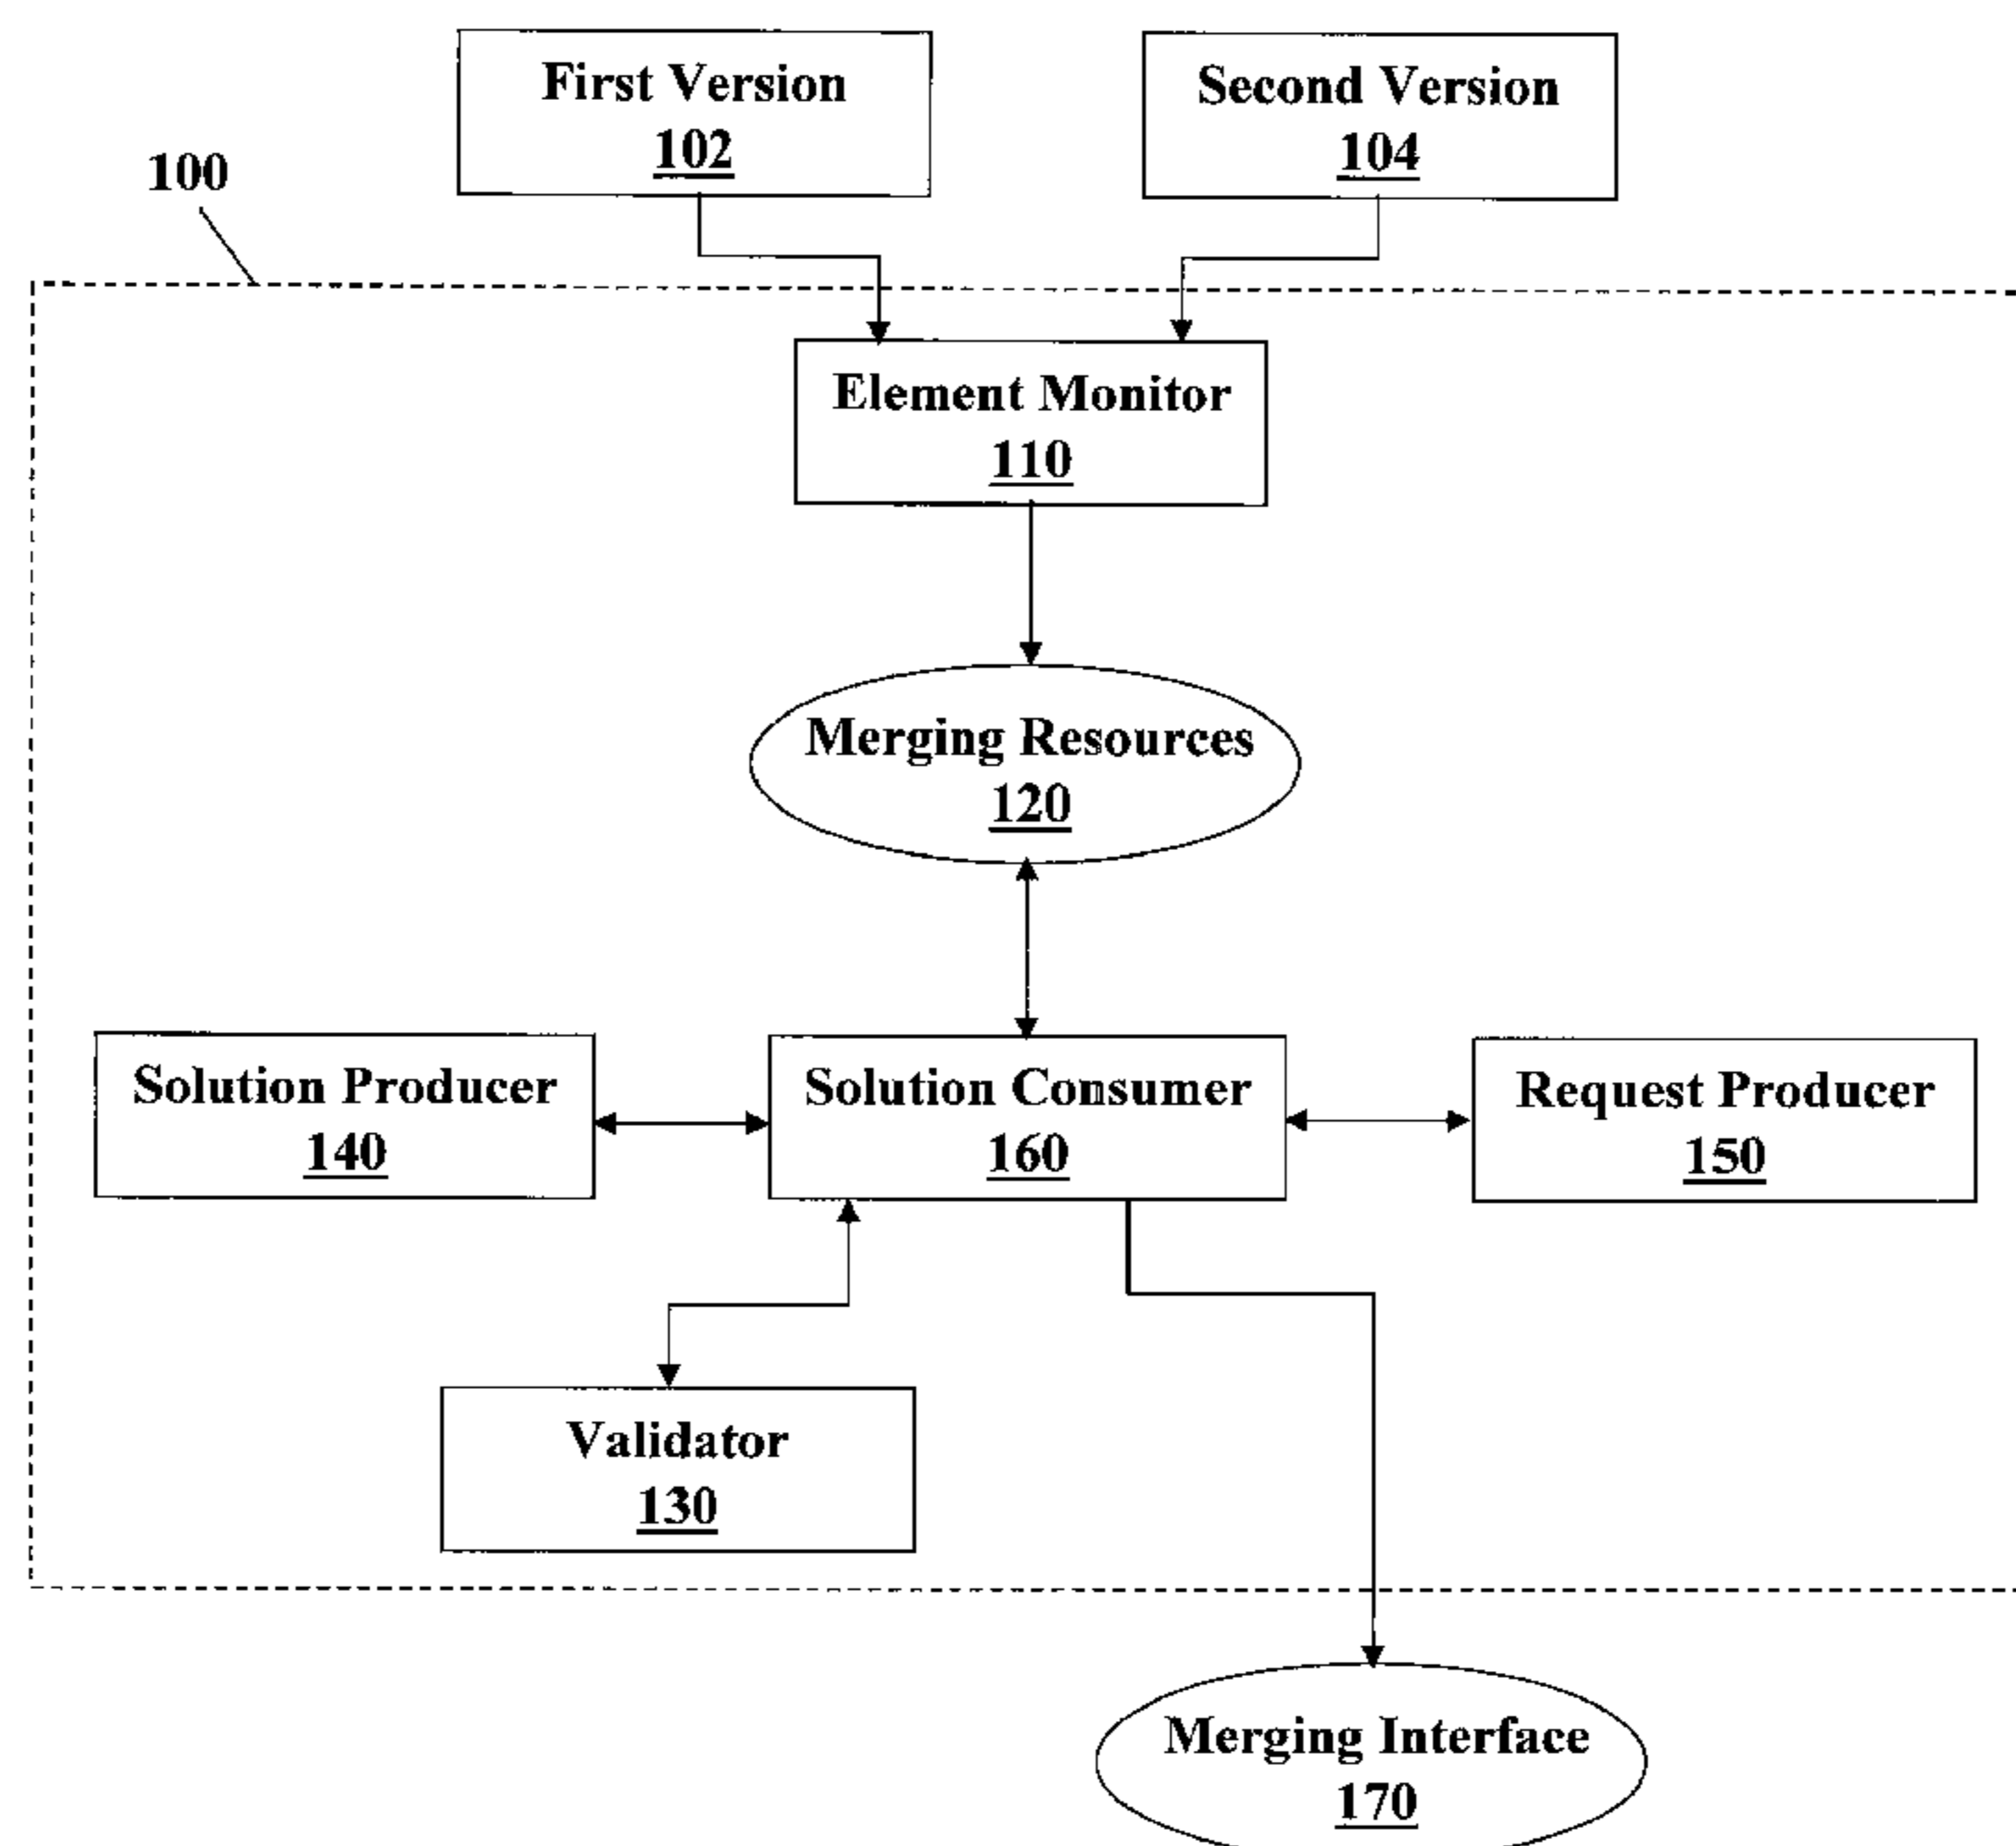 First Version
102
Second Version
104
100
Element Monitor
110
Merging Resources
120
Solution Producer
140
Solution Consumer
160
Request Producer
150
Validator
130
Merging Interface
170